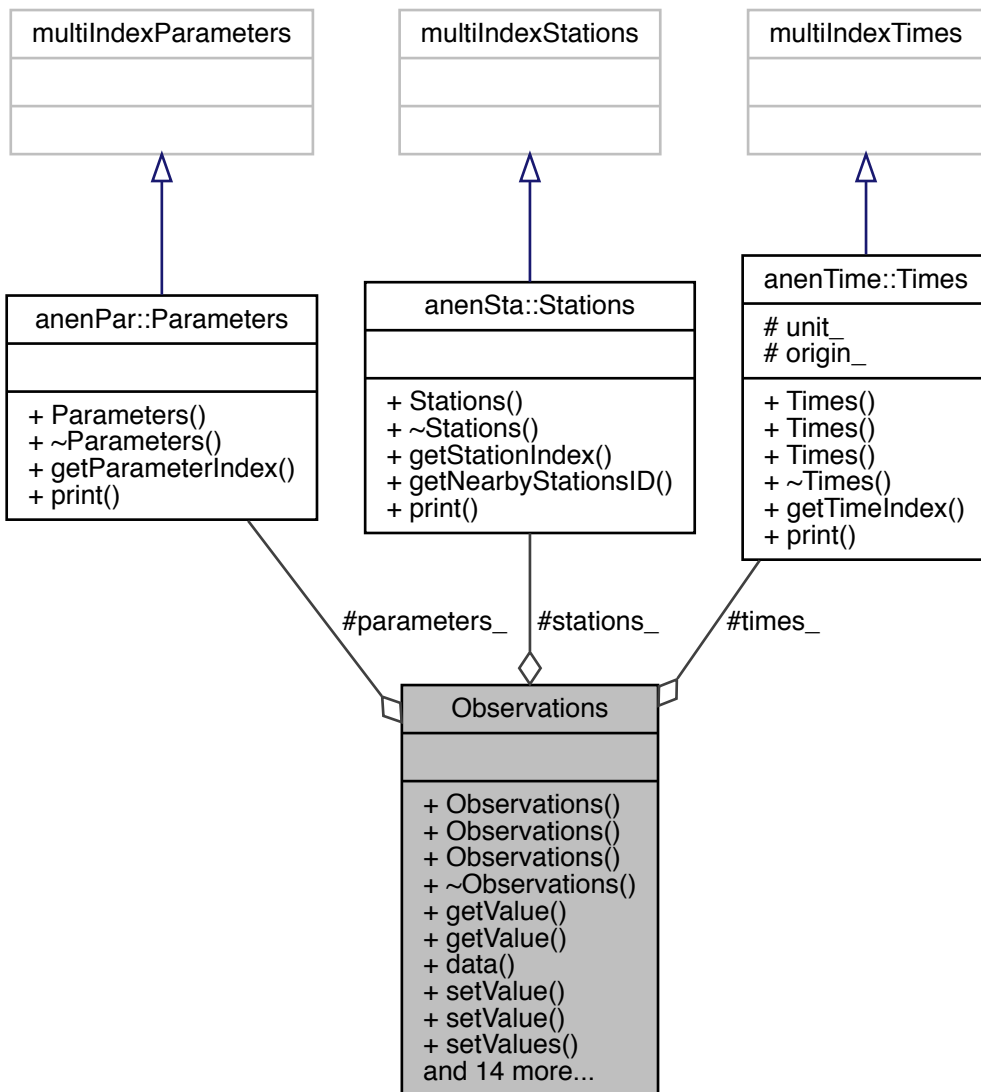 multiIndexParameters
multiIndexStations
multiIndexTimes
anenPar::Parameters
+ Parameters()
+ ~Parameters()
+ getParameterIndex()
+ print()
anenSta::Stations
+ Stations()
+ ~Stations()
+ getStationIndex()
+ getNearbyStationsID()
+ print()
anenTime::Times
# unit_
# origin_
+ Times()
+ Times()
+ Times()
+ ~Times()
+ getTimeIndex()
+ print()
#parameters_
#stations_
#times_
Observations
+ Observations()
+ Observations()
+ Observations()
+ ~Observations()
+ getValue()
+ getValue()
+ data()
+ setValue()
+ setValue()
+ setValues()
and 14 more...